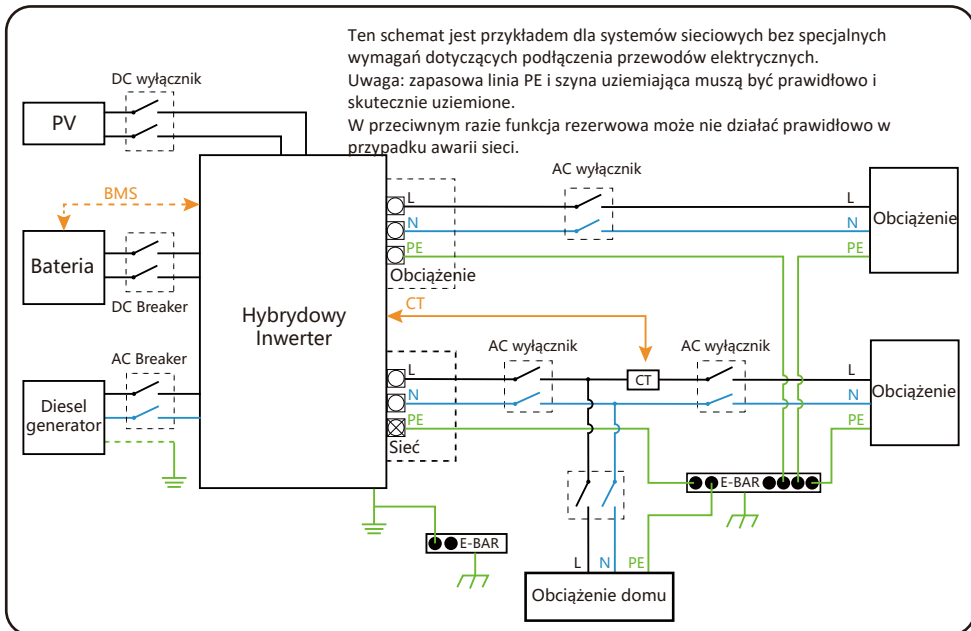 Ten schemat jest przykładem dla systemów sieciowych bez specjalnych
wymagań dotyczących podłączenia przewodów elektrycznych.
Uwaga: zapasowa linia PE i szyna uziemiająca muszą być prawidłowo i
skutecznie uziemione.
W przeciwnym razie funkcja rezerwowa może nie działać prawidłowo w
przypadku awarii sieci.
DC wyłącznik
PV
BMS
Bateria
DC Breaker
AC Breaker
Diesel
generator
Hybrydowy
Inwerter
L
N
PE
Obciążenie
AC wyłącznik
L
N
PE
Obciążenie
CT
L
N
PE
Sieć
AC wyłącznik
CT
AC wyłącznik
L
N
PE
Obciążenie
E-BAR
E-BAR
L
N
PE
Obciążenie domu